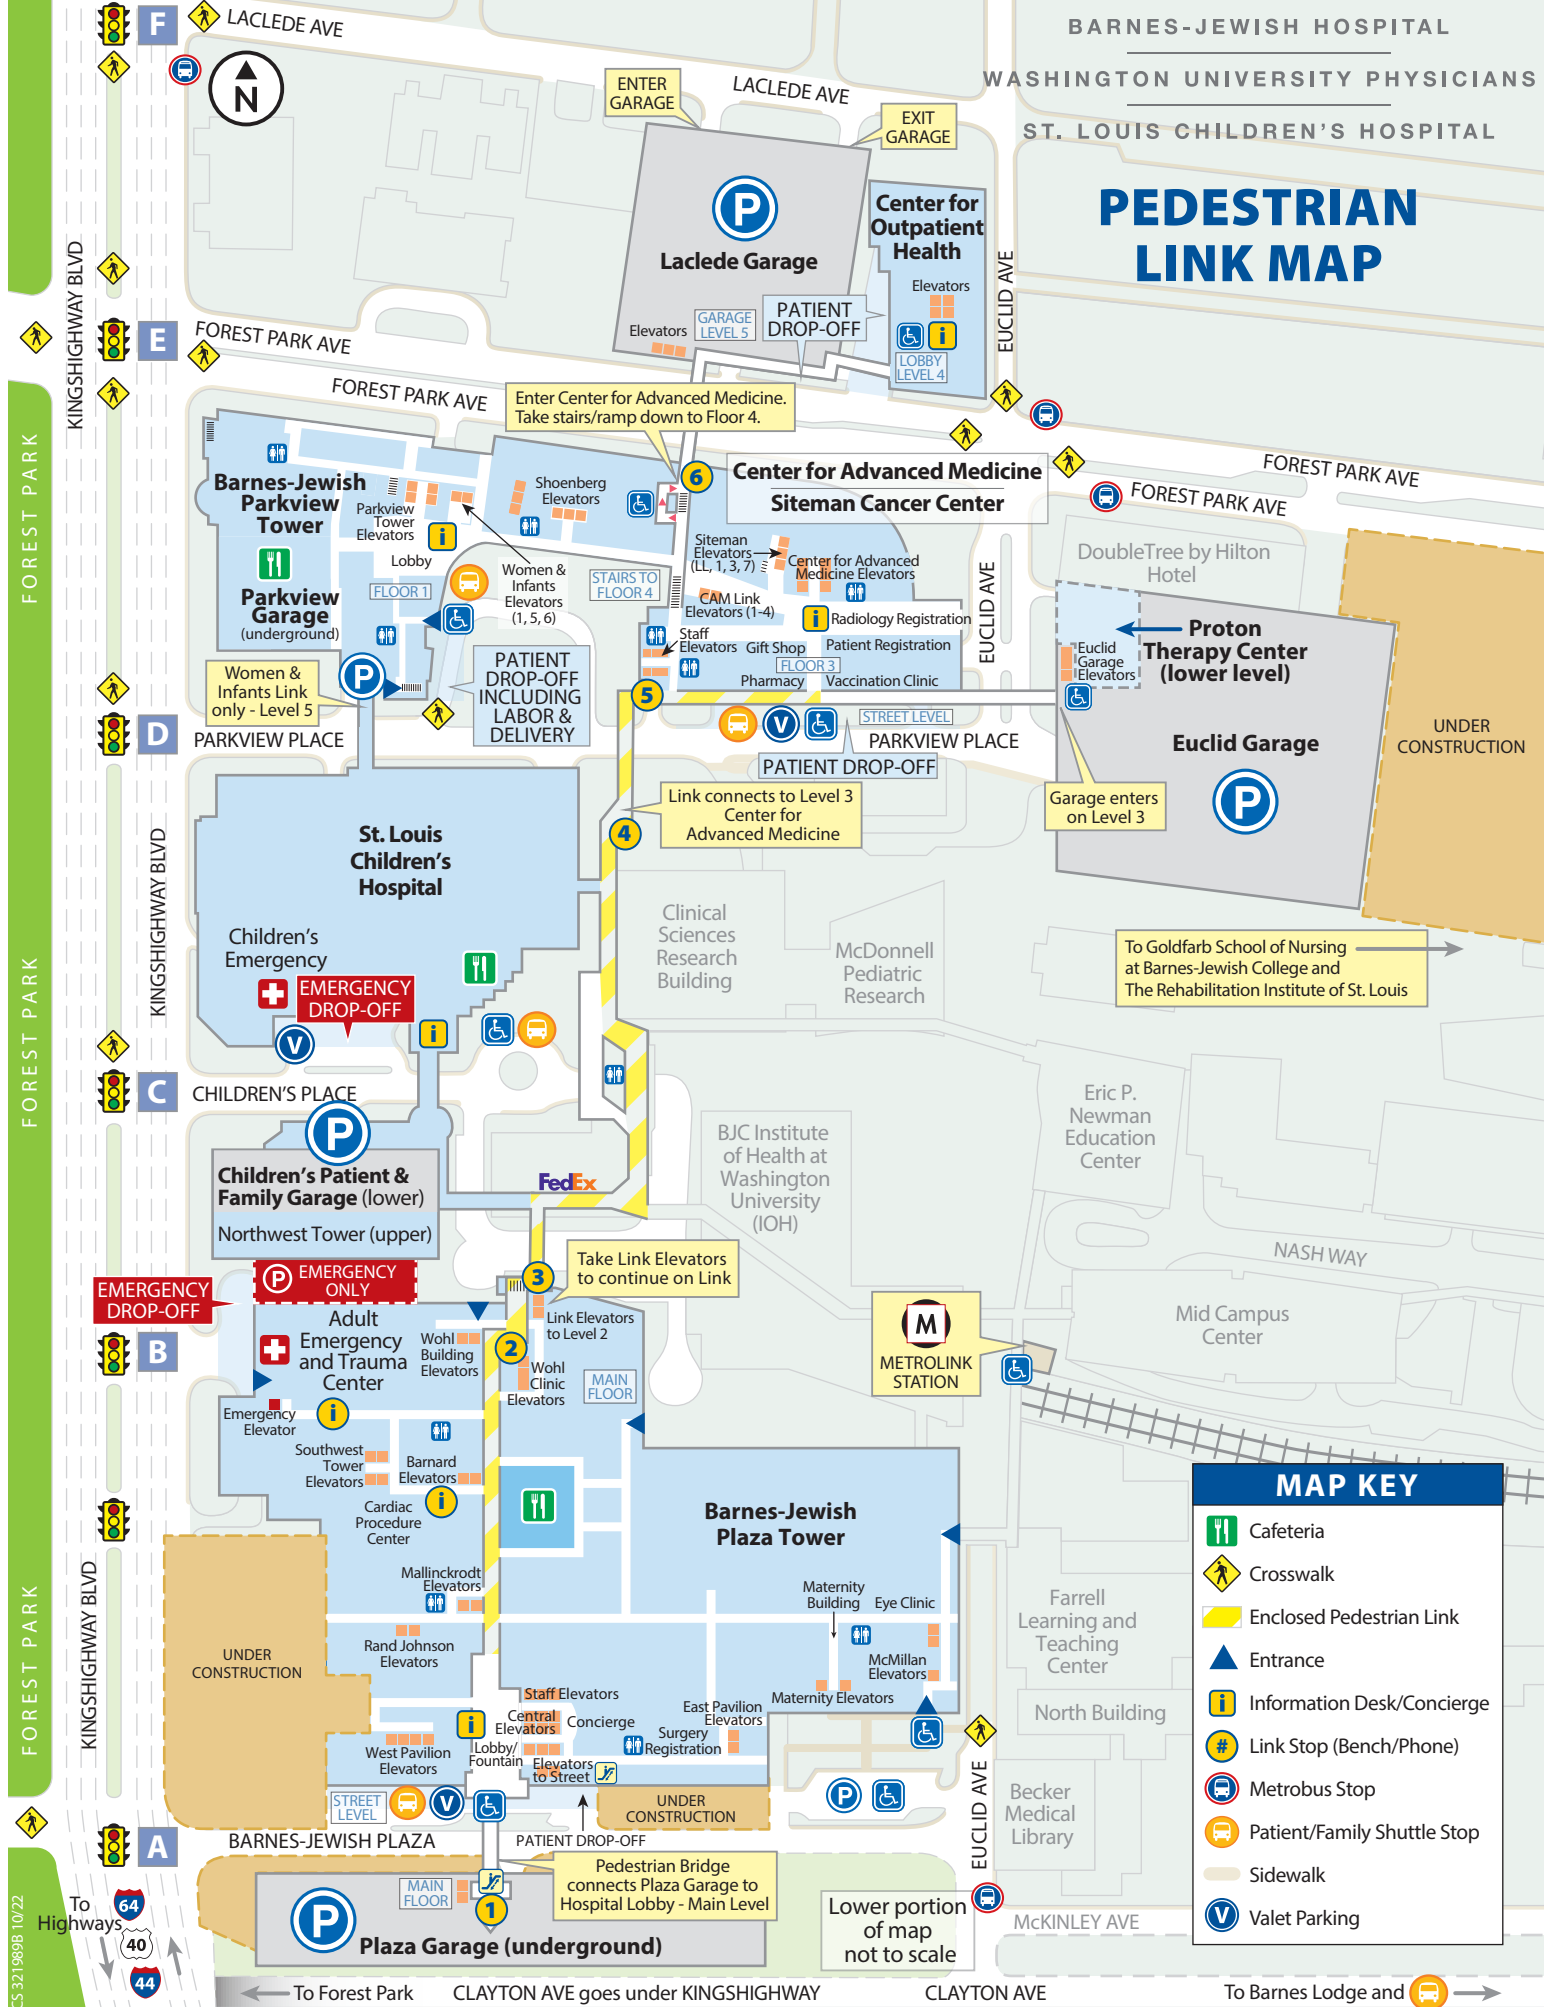 BARNES-JEWISH HOSPITAL
WASHINGTON UNIVERSITY PHYSICIANS
ST. LOUIS CHILDREN'S HOSPITAL
PEDESTRIAN
LINK MAP
F
LACLEDE AVE
N
LACLEDE AVE
ENTER
GARAGE
EXIT
GARAGE
P
Laclede Garage
Elevators
GARAGE
LEVEL 5
PATIENT
DROP-OFF
Center for
Outpatient
Health
Elevators
i
LOBBY
LEVEL 4
EUCLID AVE
KINGSHIGHWAY BLVD
E
FOREST PARK AVE
FOREST PARK AVE
FOREST PARK AVE
FOREST PARK AVE
FOREST PARK
Enter Center for Advanced Medicine.
Take stairs/ramp down to Floor 4.
6
Center for Advanced Medicine
Siteman Cancer Center
Barnes-Jewish
Parkview
Tower
Parkview
Tower
Elevators
i
Lobby
FLOOR 1
Shoenberg
Elevators
Women &
Infants
Elevators
(1, 5, 6)
Parkview
Garage
(underground)
P
Women &
Infants Link
only - Level 5
PATIENT
DROP-OFF
INCLUDING
LABOR &
DELIVERY
STAIRS TO
FLOOR 4
Siteman
Elevators
(LL, 1, 3, 7)
Center for Advanced
Medicine Elevators
CAM Link
Elevators (1-4)
i
Radiology Registration
Staff
Elevators
Gift Shop
Patient Registration
FLOOR 3
Pharmacy
Vaccination Clinic
5
EUCLID AVE
DoubleTree by Hilton
Hotel
Proton
Therapy Center
(lower level)
Euclid
Garage
Elevators
Euclid Garage
P
Garage enters
on Level 3
UNDER
CONSTRUCTION
D
PARKVIEW PLACE
V
STREET LEVEL
PARKVIEW PLACE
PATIENT DROP-OFF
Link connects to Level 3
Center for
Advanced Medicine
4
St. Louis
Children's
Hospital
Children's
Emergency
EMERGENCY
DROP-OFF
V
i
KINGSHIGHWAY BLVD
FOREST PARK
Clinical
Sciences
Research
Building
McDonnell
Pediatric
Research
To Goldfarb School of Nursing
at Barnes-Jewish College and
The Rehabilitation Institute of St. Louis
C
CHILDREN'S PLACE
P
Children's Patient &
Family Garage (lower)
Northwest Tower (upper)
FedEx
BJC Institute
of Health at
Washington
University
(IOH)
Eric P.
Newman
Education
Center
NASH WAY
Mid Campus
Center
P
EMERGENCY
ONLY
EMERGENCY
DROP-OFF
3
Take Link Elevators
to continue on Link
Link Elevators
to Level 2
M
METROLINK
STATION
B
Adult
Emergency
and Trauma
Center
Wohl
Building
Elevators
2
Wohl
Clinic
Elevators
MAIN
FLOOR
Emergency
Elevator
i
Southwest
Tower
Elevators
Barnard
Elevators
i
Cardiac
Procedure
Center
Barnes-Jewish
Plaza Tower
Mallinckrodt
Elevators
Rand Johnson
Elevators
UNDER
CONSTRUCTION
KINGSHIGHWAY BLVD
FOREST PARK
Maternity
Building
Eye Clinic
McMillan
Elevators
Maternity Elevators
East Pavilion
Elevators
Surgery
Registration
Staff Elevators
Central
Elevators
Concierge
i
Lobby/
Fountain
Elevators
to Street
West Pavilion
Elevators
STREET
LEVEL
V
UNDER
CONSTRUCTION
P
Farrell
Learning and
Teaching
Center
North Building
Becker
Medical
Library
EUCLID AVE
A
BARNES-JEWISH PLAZA
PATIENT DROP-OFF
Pedestrian Bridge
connects Plaza Garage to
Hospital Lobby - Main Level
MAIN
FLOOR
1
P
Plaza Garage (underground)
Lower portion
of map
not to scale
McKINLEY AVE
To
Highways
64
40
44
CS 321989B 10/22
To Forest Park
CLAYTON AVE goes under KINGSHIGHWAY
CLAYTON AVE
To Barnes Lodge and
MAP KEY
Cafeteria
Crosswalk
Enclosed Pedestrian Link
Entrance
i
Information Desk/Concierge
#
Link Stop (Bench/Phone)
Metrobus Stop
Patient/Family Shuttle Stop
Sidewalk
V
Valet Parking